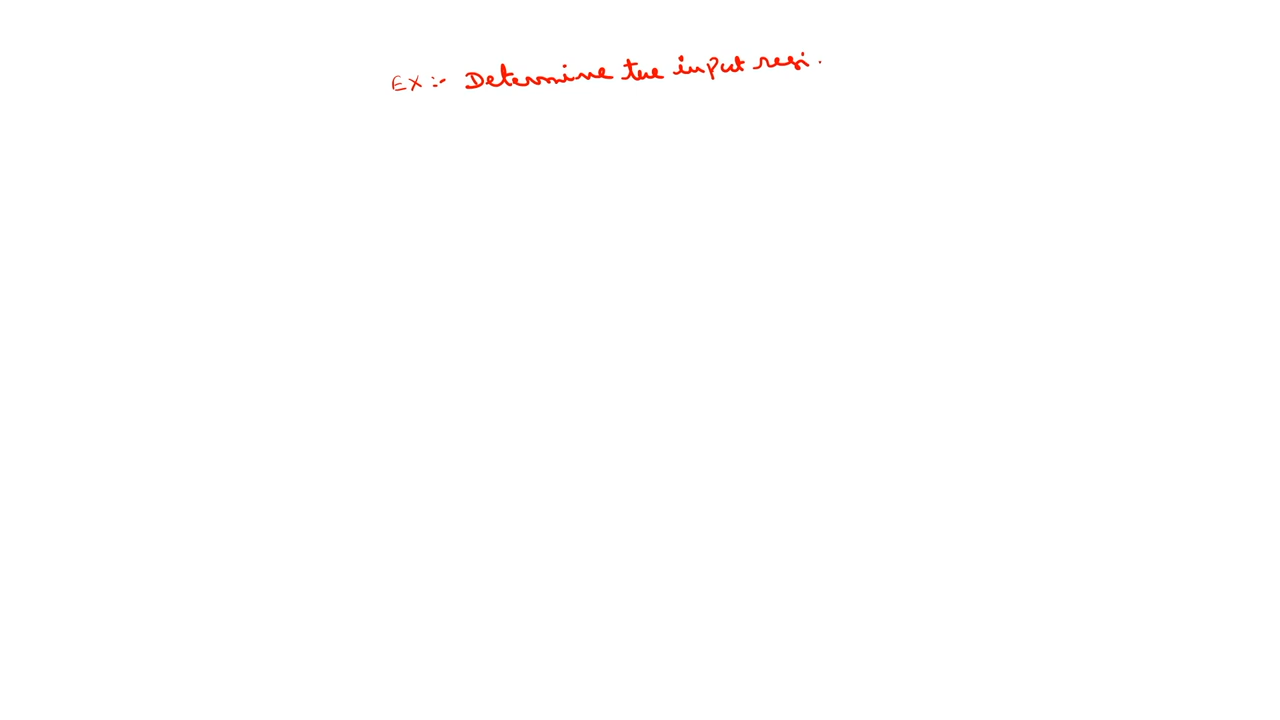 EX :- Determine the input resi.